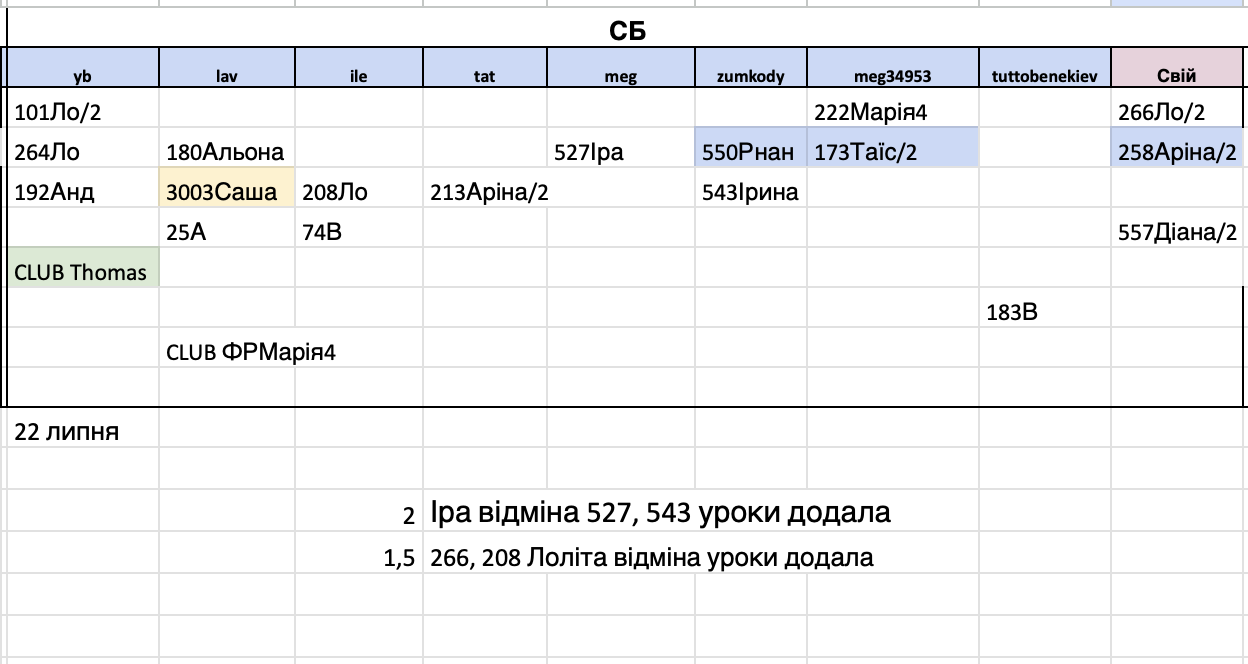 СБ
yb lav ile tat meg zumkody meg34953 tuttobenekiev Свій
101Ло/2 222Марія4 266Ло/2
264Ло 180Альона 527Іра 550Рнан 173Таїс/2 258Аріна/2
192Анд 3003Саша 208Ло 213Аріна/2 543Ірина
25А 74В 557Діана/2
CLUB Thomas
183В
CLUB ФРМарія4
22 липня
2 Іра відміна 527, 543 уроки додала
1,5 266, 208 Лоліта відміна уроки додала